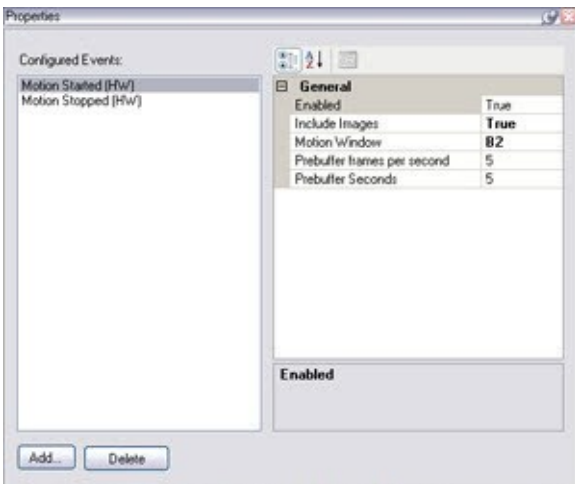 Properties
Configured Events:
Motion Started (HW)
Motion Stopped (HW)
General
Enabled True
Include Images True
Motion Window B2
Prebuffer frames per second 5
Prebuffer Seconds 5
Enabled
Add... Delete